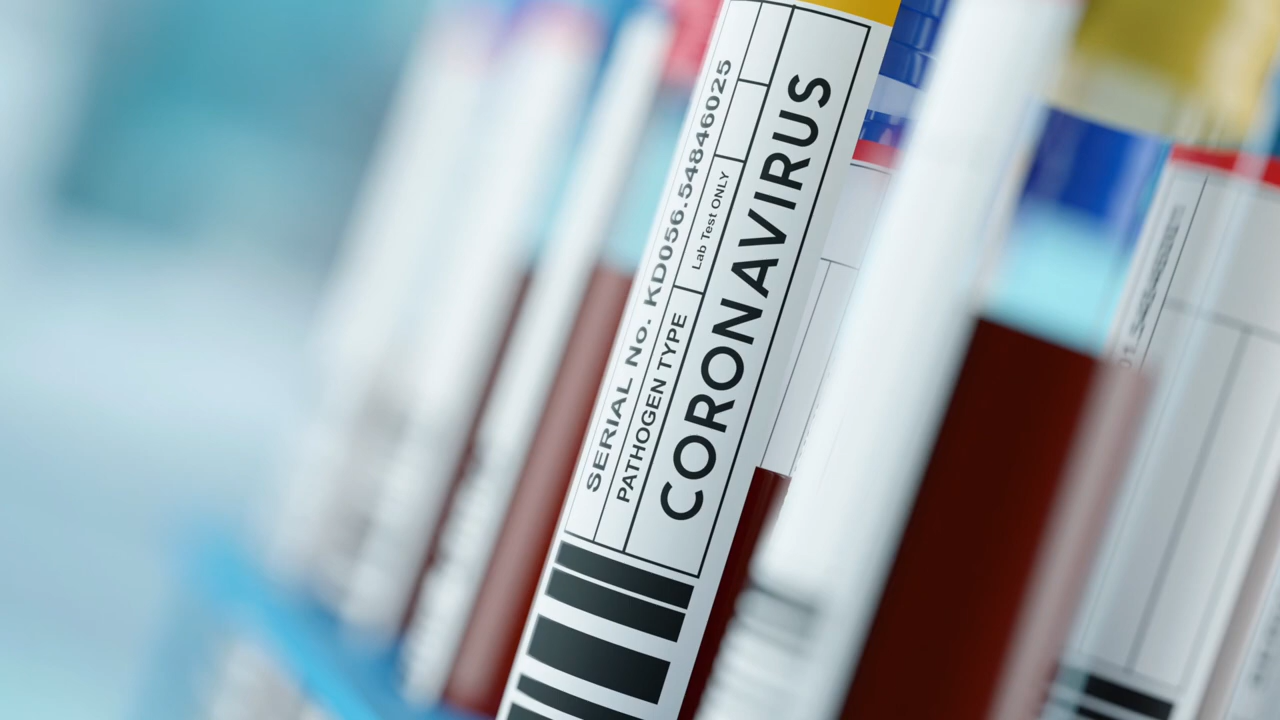 SERIAL No. KD056.54846025
PATHOGEN TYPE
Lab Test ONLY
CORONAVIRUS